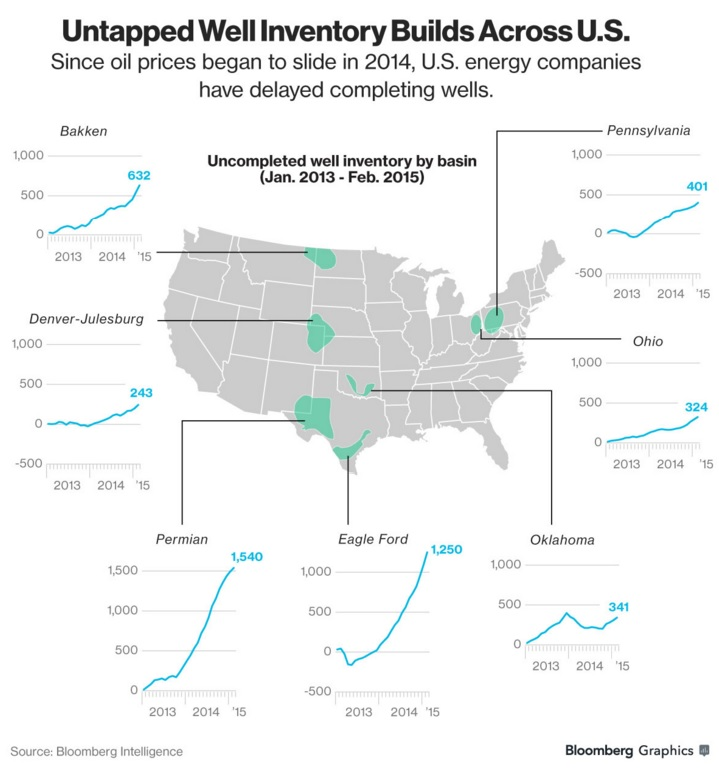 Untapped Well Inventory Builds Across U.S.
Since oil prices began to slide in 2014, U.S. energy companies
have delayed completing wells.
Uncompleted well inventory by basin
(Jan. 2013 - Feb. 2015)
Bakken
1,000
632
500
0
2013 2014 '15
Pennsylvania
1,000
401
500
0
-500
2013 2014 '15
Denver-Julesburg
1,000
500
243
0
-500
2013 2014 '15
Ohio
1,000
500
324
0
2013 2014 '15
Permian
1,540
1,500
1,000
500
0
2013 2014 '15
Eagle Ford
1,250
1,000
500
0
-500
2013 2014 '15
Oklahoma
1,000
500
341
0
2013 2014 '15
Source: Bloomberg Intelligence
Bloomberg Graphics